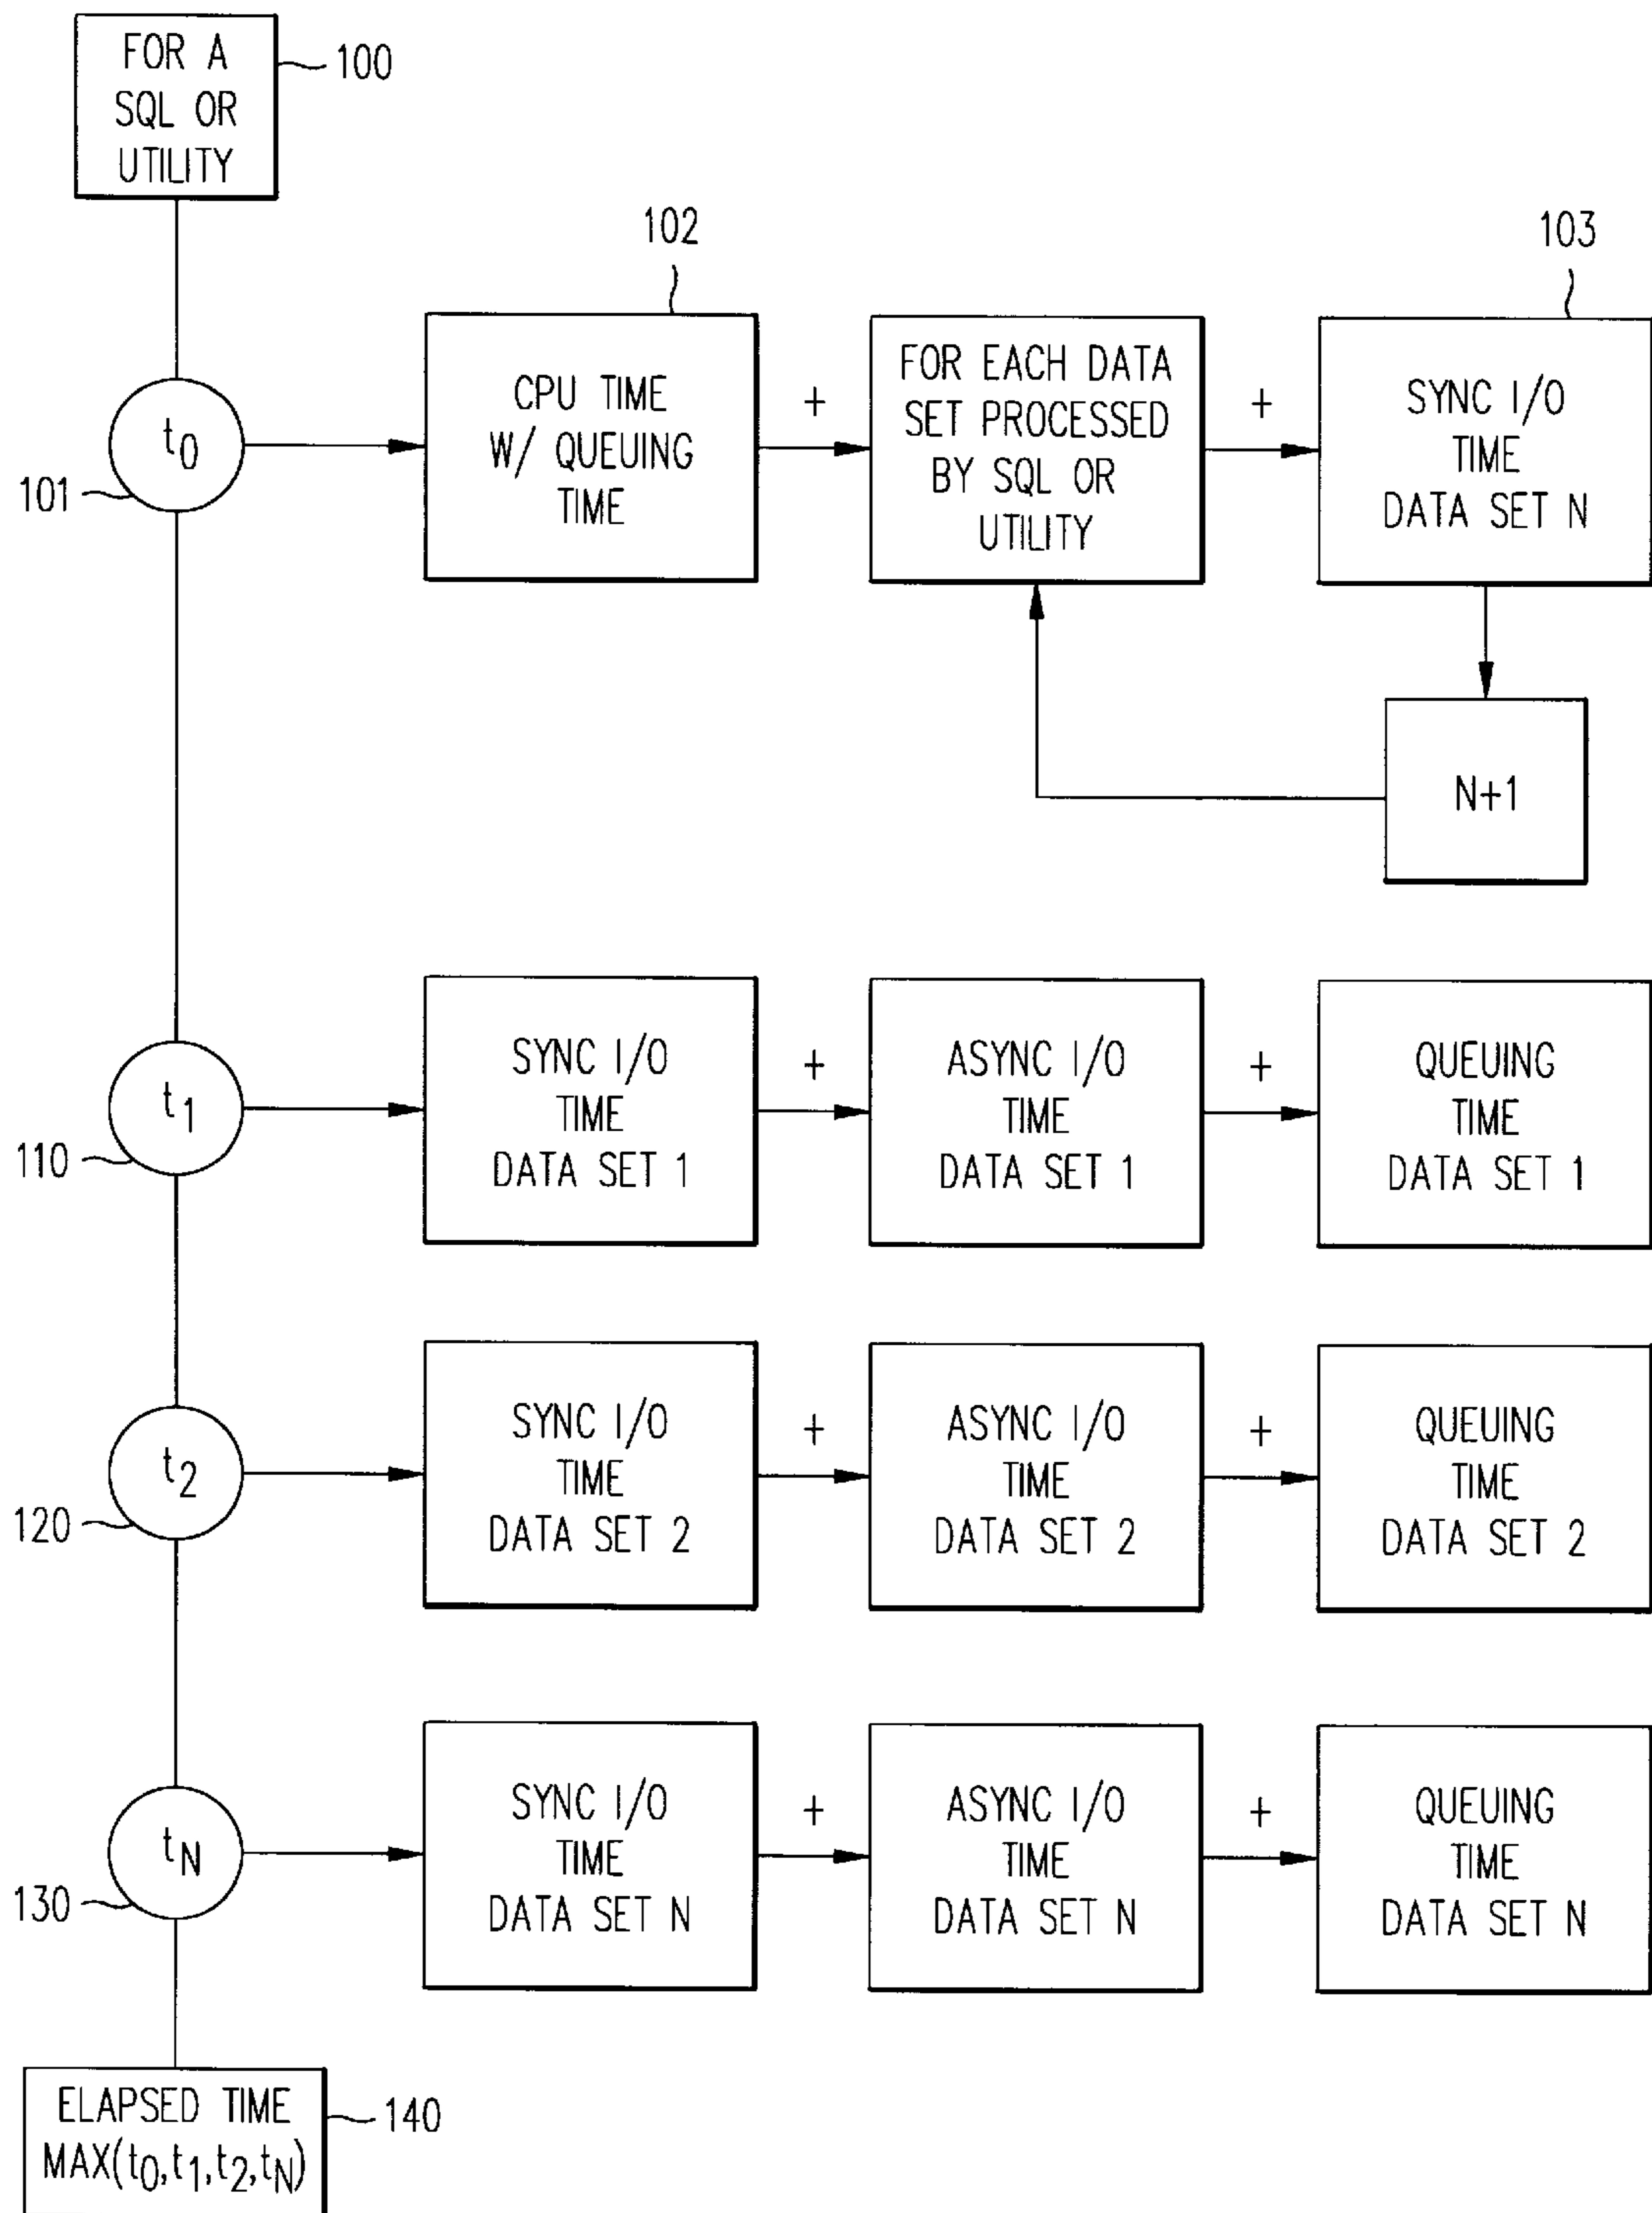 FOR A
SQL OR
UTILITY
100
102
103
t0
101
CPU TIME
W/ QUEUING
TIME
+
FOR EACH DATA
SET PROCESSED
BY SQL OR
UTILITY
+
SYNC I/O
TIME
DATA SET N
N+1
t1
110
SYNC I/O
TIME
DATA SET 1
+
ASYNC I/O
TIME
DATA SET 1
+
QUEUING
TIME
DATA SET 1
t2
120
SYNC I/O
TIME
DATA SET 2
+
ASYNC I/O
TIME
DATA SET 2
+
QUEUING
TIME
DATA SET 2
tN
130
SYNC I/O
TIME
DATA SET N
+
ASYNC I/O
TIME
DATA SET N
+
QUEUING
TIME
DATA SET N
ELAPSED TIME
MAX(t0,t1,t2,tN)
140